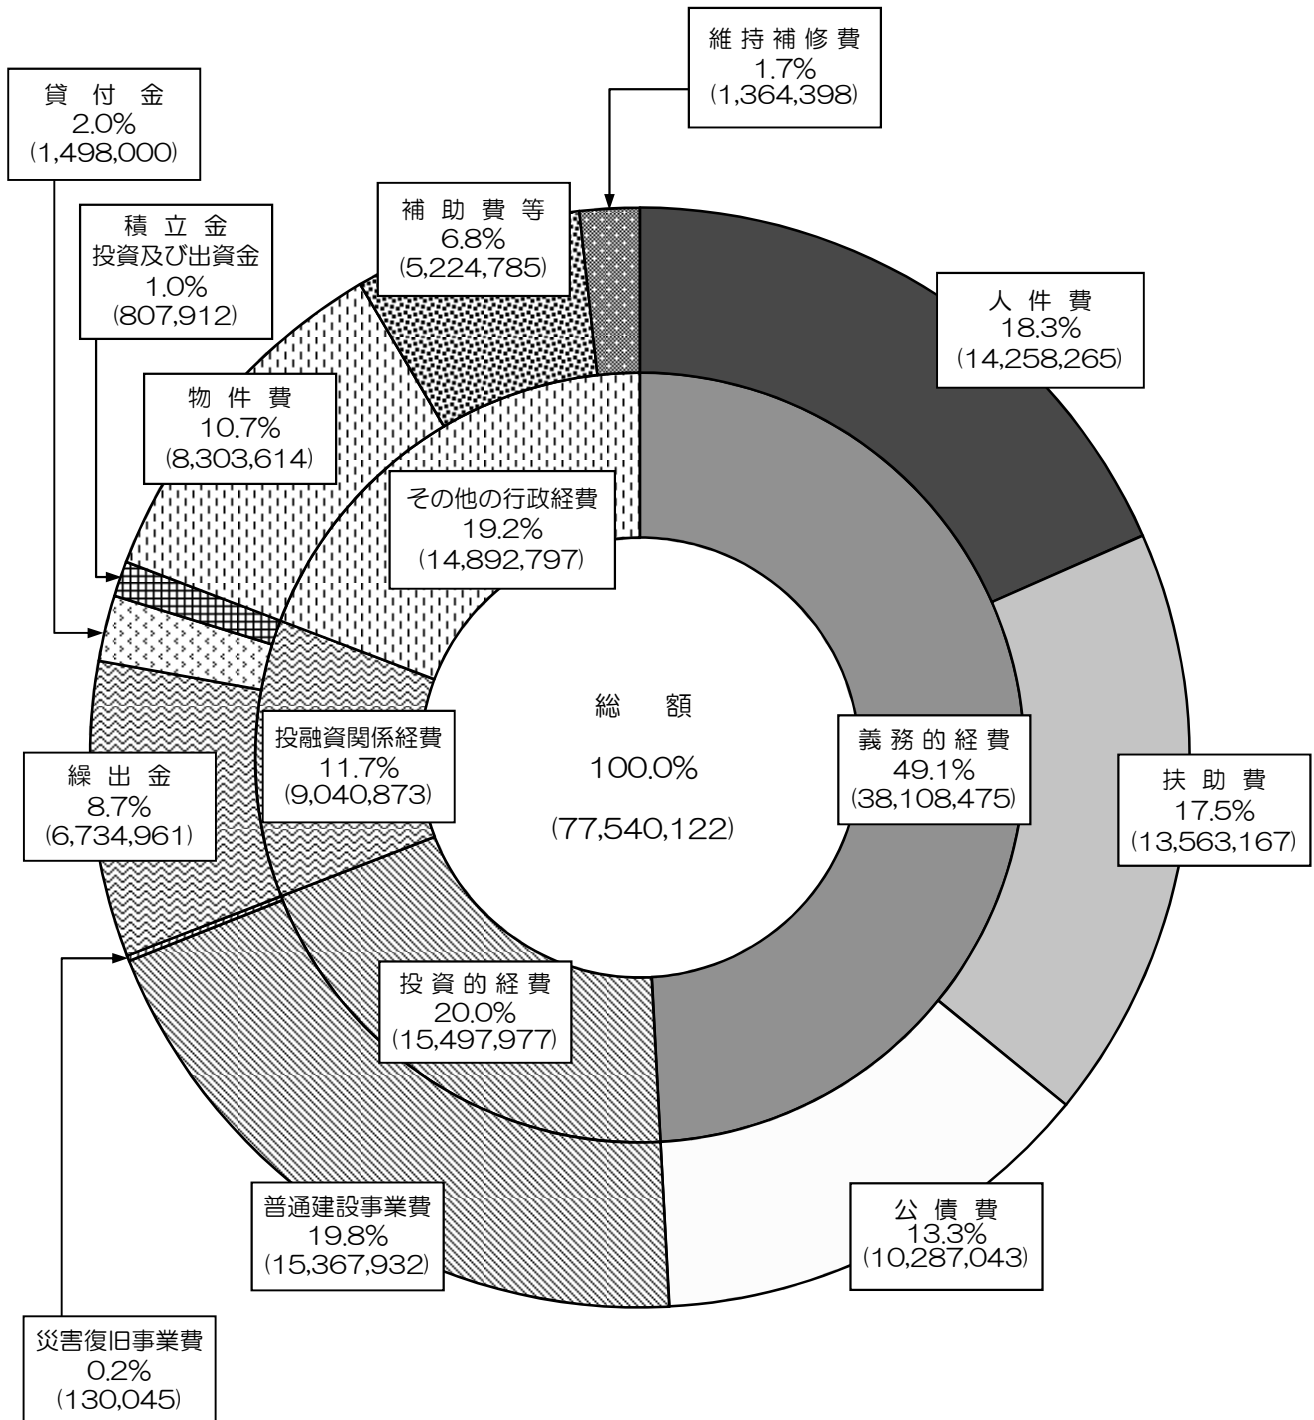 維持補修費
1.7%
(1,364,398)
貸付金
2.0%
(1,498,000)
補助費等
6.8%
(5,224,785)
積立金
投資及び出資金
1.0%
(807,912)
人件費
18.3%
(14,258,265)
物件費
10.7%
(8,303,614)
その他の行政経費
19.2%
(14,892,797)
総額
100.0%
(77,540,122)
投融資関係経費
11.7%
(9,040,873)
義務的経費
49.1%
(38,108,475)
繰出金
8.7%
(6,734,961)
扶助費
17.5%
(13,563,167)
投資的経費
20.0%
(15,497,977)
普通建設事業費
19.8%
(15,367,932)
公債費
13.3%
(10,287,043)
災害復旧事業費
0.2%
(130,045)